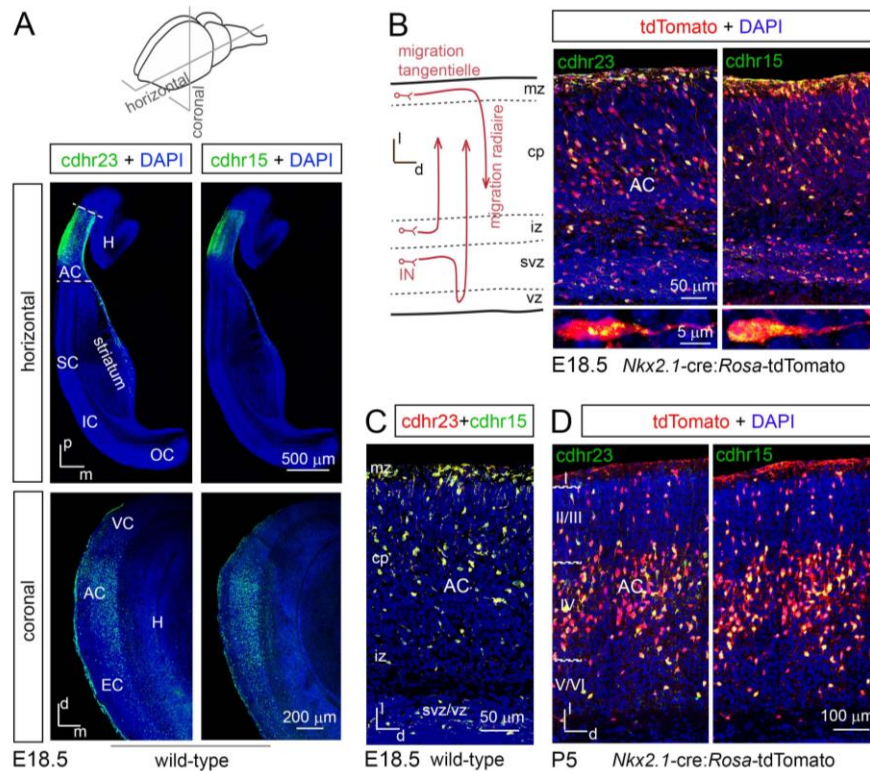 A
horizontal
coronal
cdhr23 + DAPI
cdhr15 + DAPI
horizontal
H
AC
SC
striatum
IC
OC
p
m
500 µm
coronal
VC
AC
H
EC
d
m
200 µm
E18.5
wild-type
B
migration
tangentielle
mz
l
d
cp
migration radiaire
iz
svz
IN
vz
tdTomato + DAPI
cdhr23
cdhr15
AC
50 µm
5 µm
E18.5 Nkx2.1-cre:Rosa-tdTomato
C
cdhr23+cdhr15
mz
cp
AC
iz
svz/vz
l
d
50 µm
E18.5 wild-type
D
tdTomato + DAPI
cdhr23
cdhr15
I
II/III
AC
IV
V/VI
l
d
100 µm
P5 Nkx2.1-cre:Rosa-tdTomato